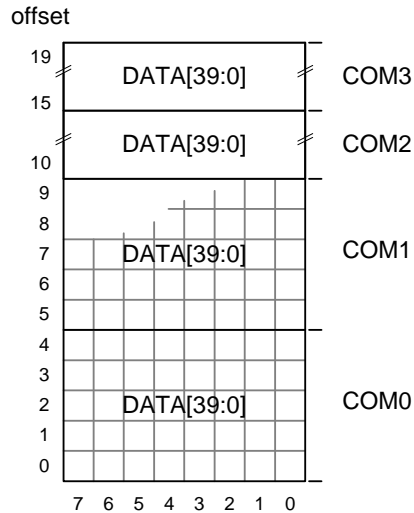 offset
19
DATA[39:0] COM3
15
DATA[39:0] COM2
10
9
8
7 DATA[39:0] COM1
6
5
4
3
2 DATA[39:0] COM0
1
0
7 6 5 4 3 2 1 0